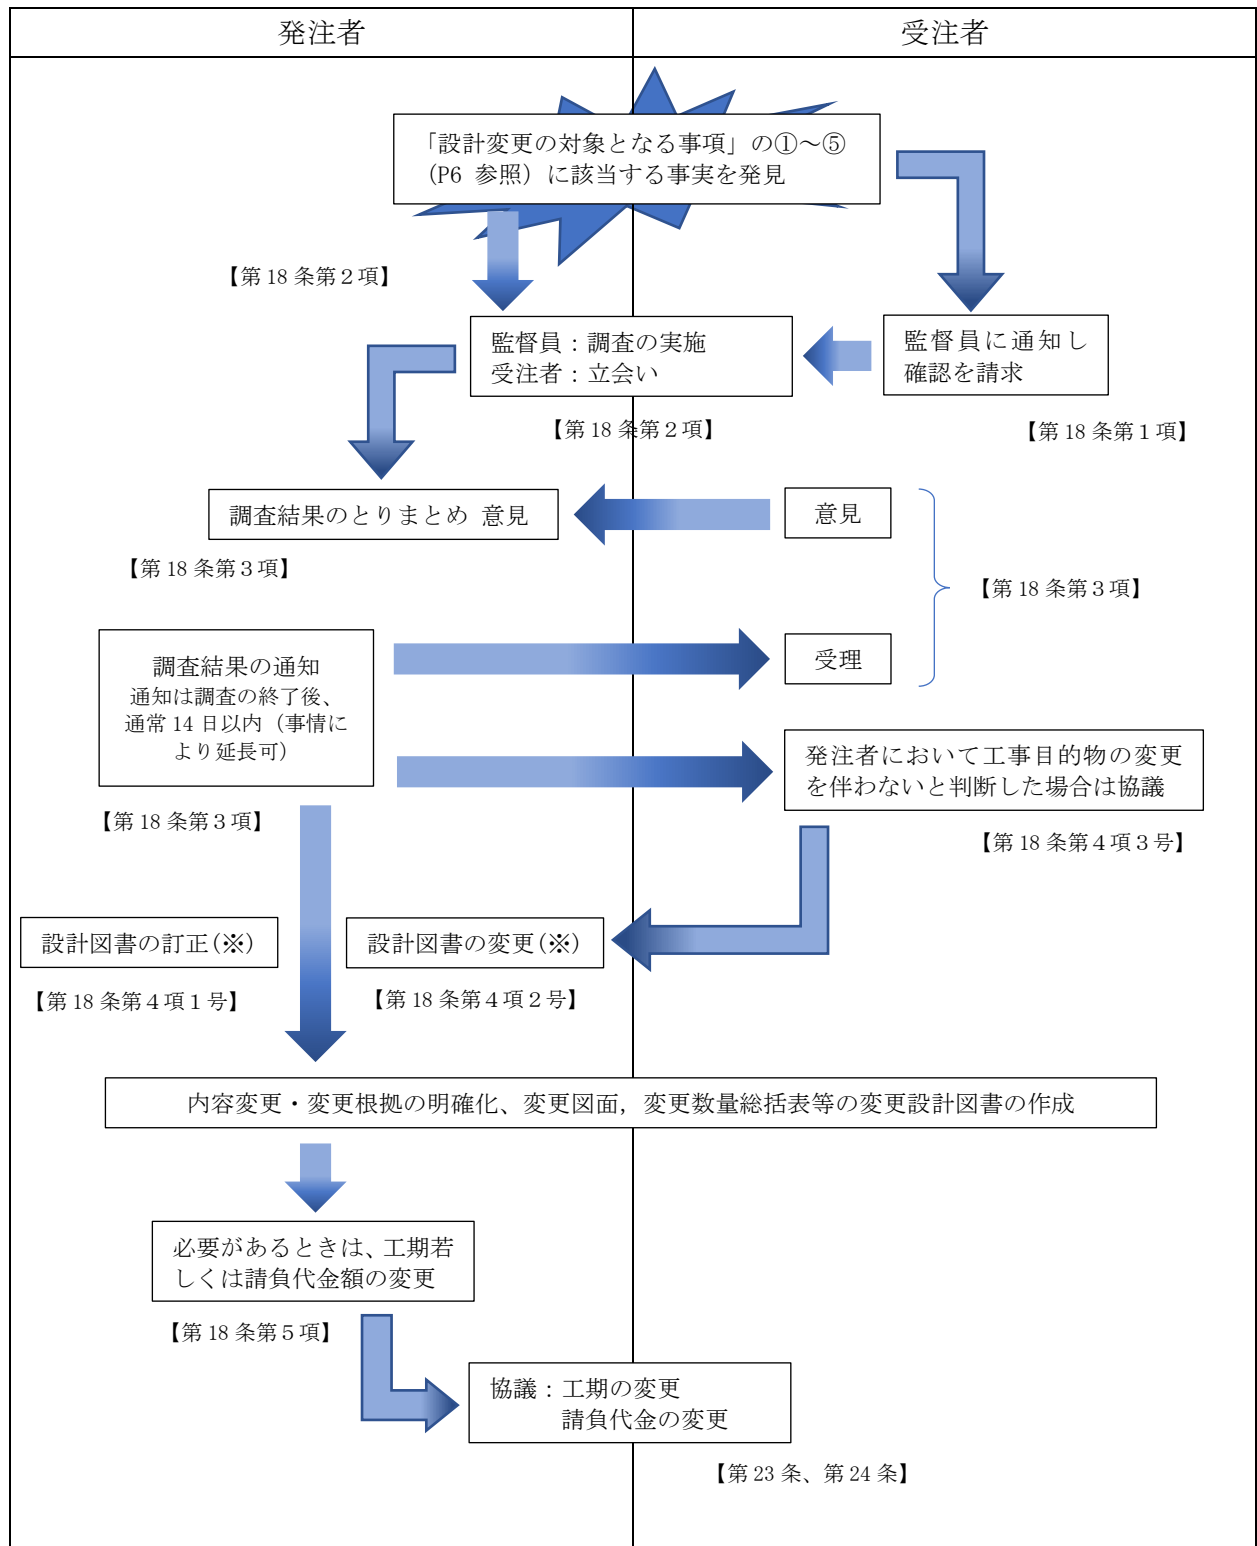 発注者
受注者
「設計変更の対象となる事項」の①～⑤
（P6 参照）に該当する事実を発見
【第 18 条第２項】
監督員：調査の実施
受注者：立会い
監督員に通知し
確認を請求
【第 18 条第２項】
【第 18 条第１項】
調査結果のとりまとめ 意見
意見
【第 18 条第３項】
【第 18 条第３項】
調査結果の通知
通知は調査の終了後、
通常 14 日以内（事情に
より延長可）
受理
発注者において工事目的物の変更
を伴わないと判断した場合は協議
【第 18 条第３項】
【第 18 条第４項３号】
設計図書の訂正(※)
設計図書の変更(※)
【第 18 条第４項１号】
【第 18 条第４項２号】
内容変更・変更根拠の明確化、変更図面，変更数量総括表等の変更設計図書の作成
必要があるときは、工期若
しくは請負代金額の変更
【第 18 条第５項】
協議：工期の変更
請負代金の変更
【第 23 条、第 24 条】